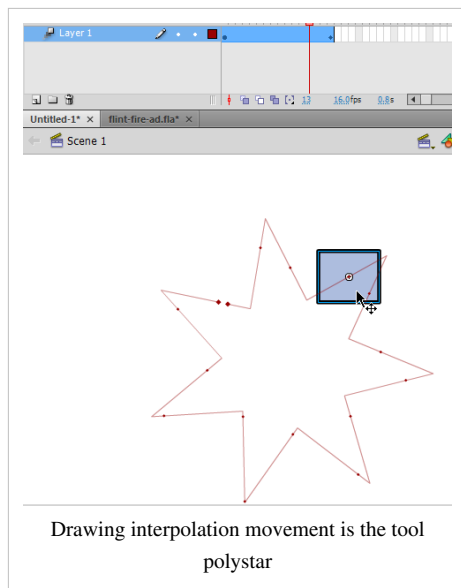 Layer 1
13 16.0fps 0.8s
Untitled-1* × flint-fire-ad.fla* ×
Scene 1
Drawing interpolation movement is the tool
polystar